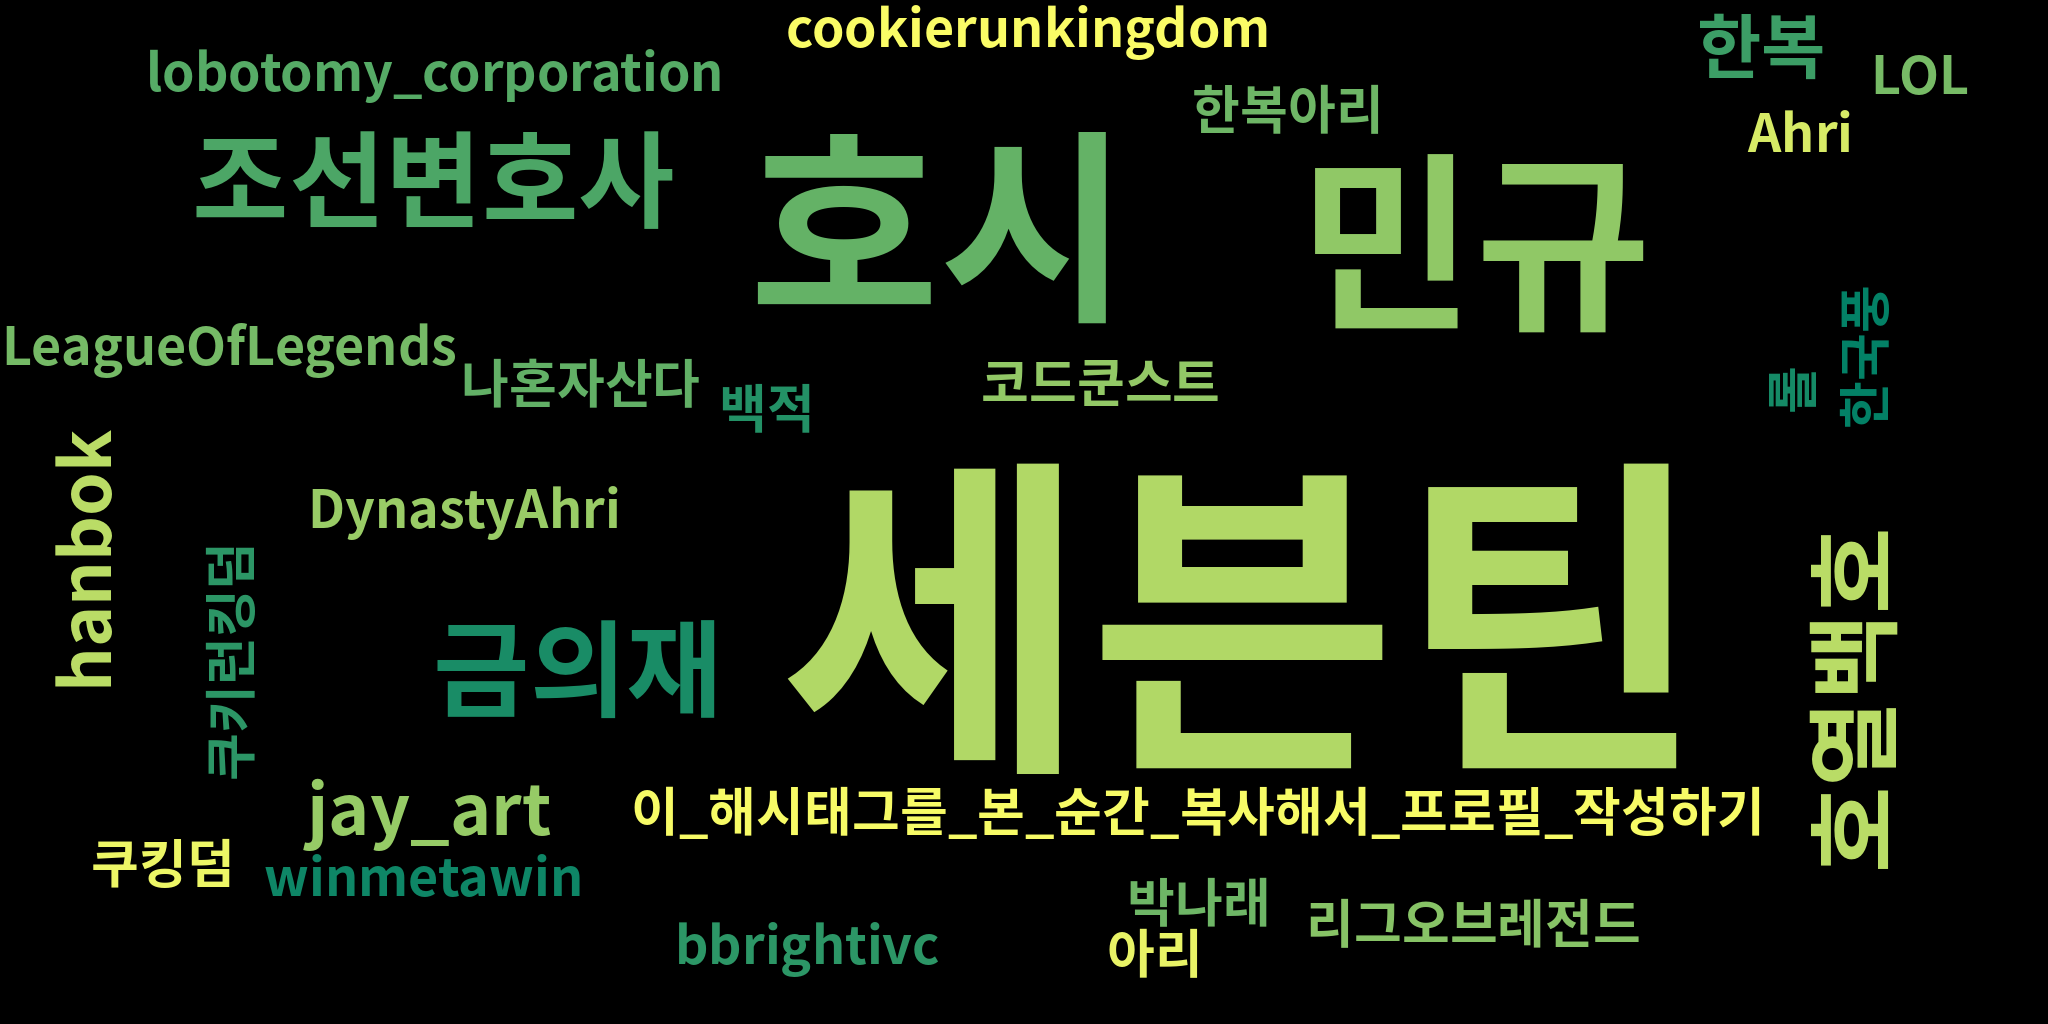 cookierunkingdom
한복
lobotomy_corporation
LOL
한복아리
Ahri
조선변호사
호시
민규
LeagueOfLegends
나혼자산다
백적
코드쿤스트
롤
한국풍
hanbok
DynastyAhri
세븐틴
쿠키런킹덤
금의재
호열백호
jay_art
이_해시태그를_본_순간_복사해서_프로필_작성하기
쿠킹덤
winmetawin
박나래
리그오브레전드
bbrightivc
아리